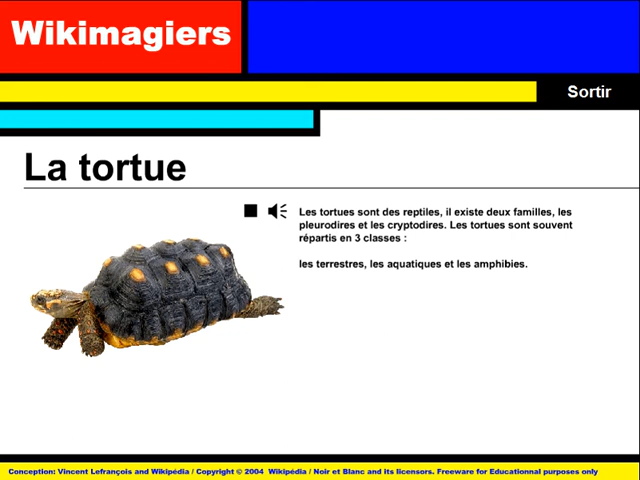 Wikimagiers
Sortir
La tortue
Les tortues sont des reptiles, il existe deux familles, les
pleurodires et les cryptodires. Les tortues sont souvent
répartis en 3 classes :
les terrestres, les aquatiques et les amphibies.
Conception: Vincent Lefrançois and Wikipédia / Copyright © 2004 Wikipédia / Noir et Blanc and its licensors. Freeware for Educationnal purposes only